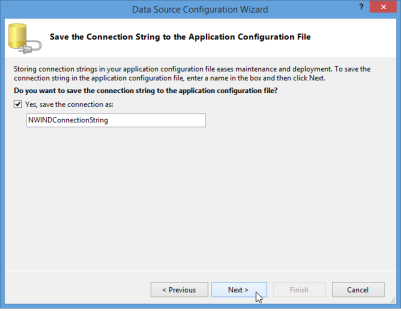 Data Source Configuration Wizard
Save the Connection String to the Application Configuration File
Storing connection strings in your application configuration file eases maintenance and deployment. To save the
connection string in the application configuration file, enter a name in the box and then click Next.
Do you want to save the connection string to the application configuration file?
Yes, save the connection as:
NWINDConnectionString
< Previous Next > Finish Cancel